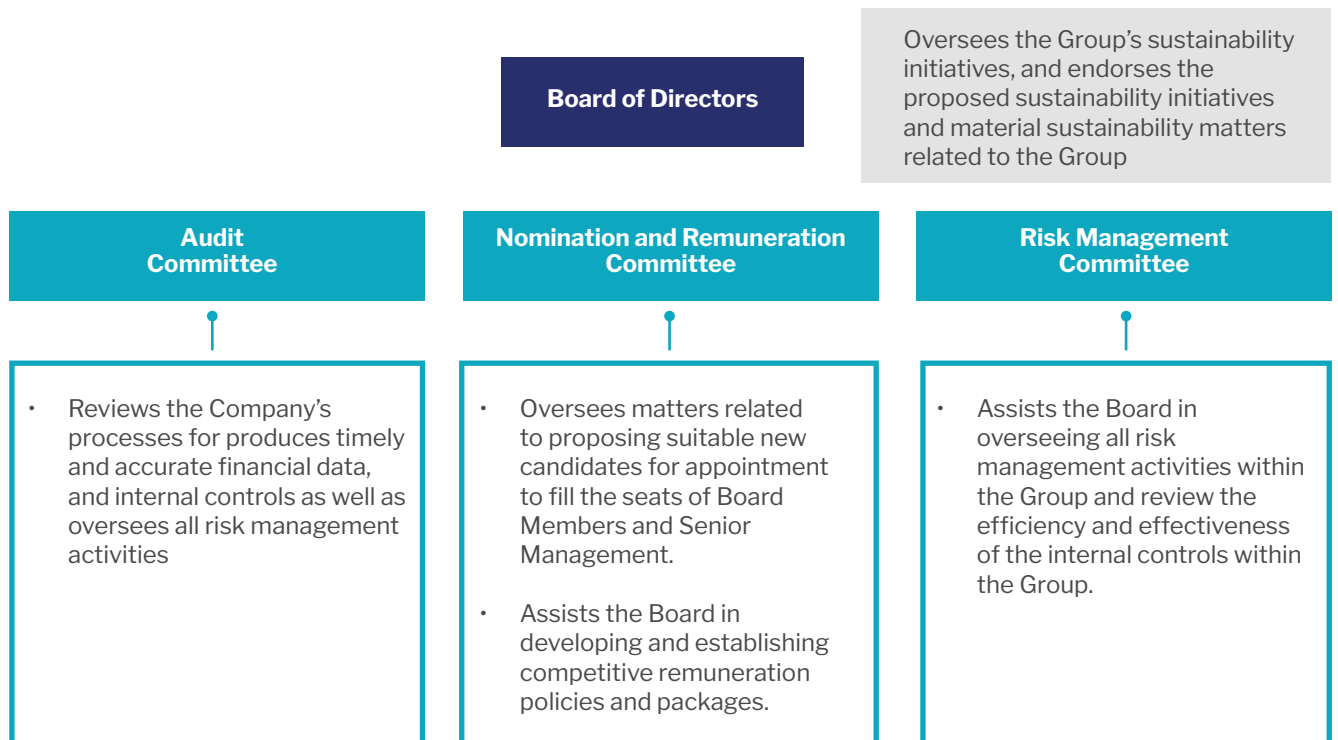 Board of Directors
Oversees the Group’s sustainability
initiatives, and endorses the
proposed sustainability initiatives
and material sustainability matters
related to the Group
Audit
Committee
Nomination and Remuneration
Committee
Risk Management
Committee
• Reviews the Company’s
processes for produces timely
and accurate financial data,
and internal controls as well as
oversees all risk management
activities
• Oversees matters related
to proposing suitable new
candidates for appointment
to fill the seats of Board
Members and Senior
Management.
• Assists the Board in
developing and establishing
competitive remuneration
policies and packages.
• Assists the Board in
overseeing all risk
management activities within
the Group and review the
efficiency and effectiveness
of the internal controls within
the Group.